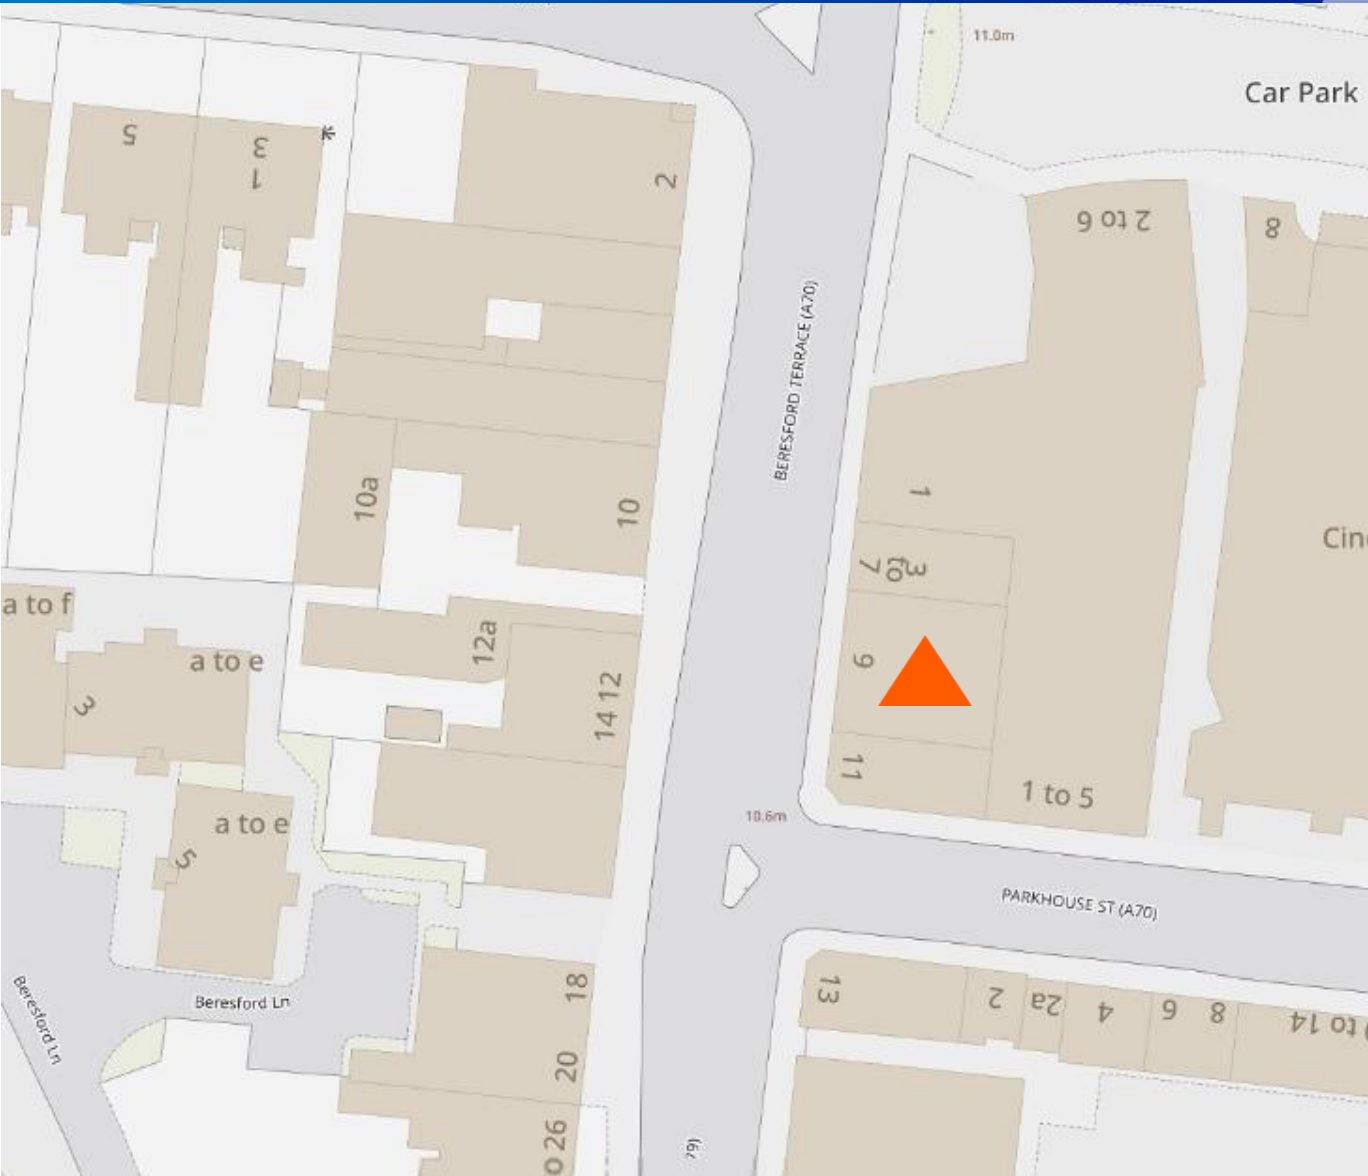 11.0m
Car Park
5
3
1
2
2 to 6
8
BERESFORD TERRACE (A70)
1
10a
10
Cin
3
to
7
a to f
12a
a to e
9
3
14 12
11
1 to 5
10.6m
a to e
5
PARKHOUSE ST (A70)
18
13
2
2a
4
6
8
to 14
Beresford Ln
Beresford Ln
20
26
79)